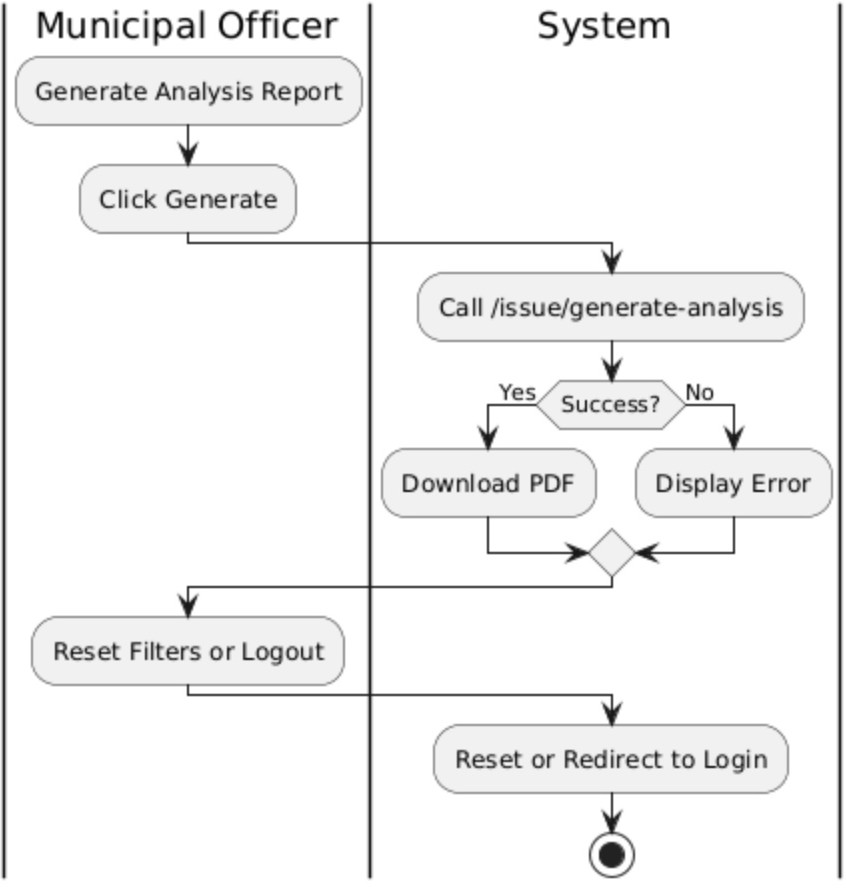 Municipal Officer
System
Generate Analysis Report
Click Generate
Call /issue/generate-analysis
Yes
Success?
No
Download PDF
Display Error
Reset Filters or Logout
Reset or Redirect to Login